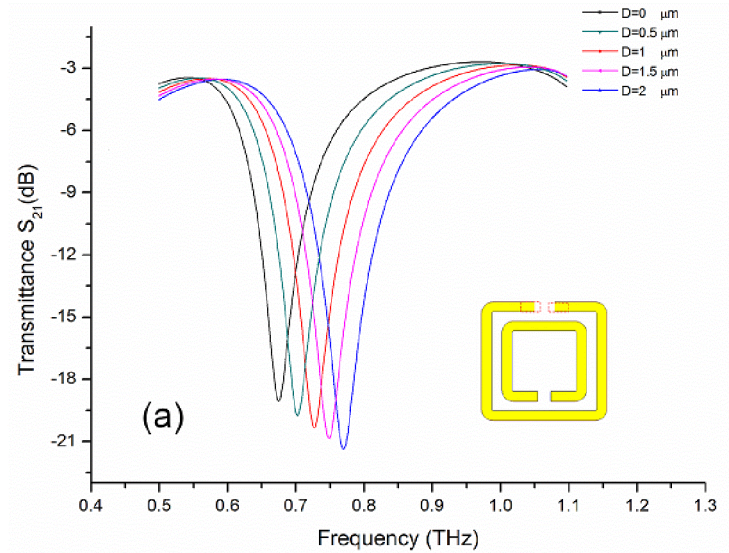 D=0 μm
D=0.5 μm
D=1 μm
D=1.5 μm
D=2 μm
-3
-6
-9
-12
-15
-18
-21
Transmittance S21(dB)
(a)
0.4 0.5 0.6 0.7 0.8 0.9 1.0 1.1 1.2 1.3
Frequency (THz)